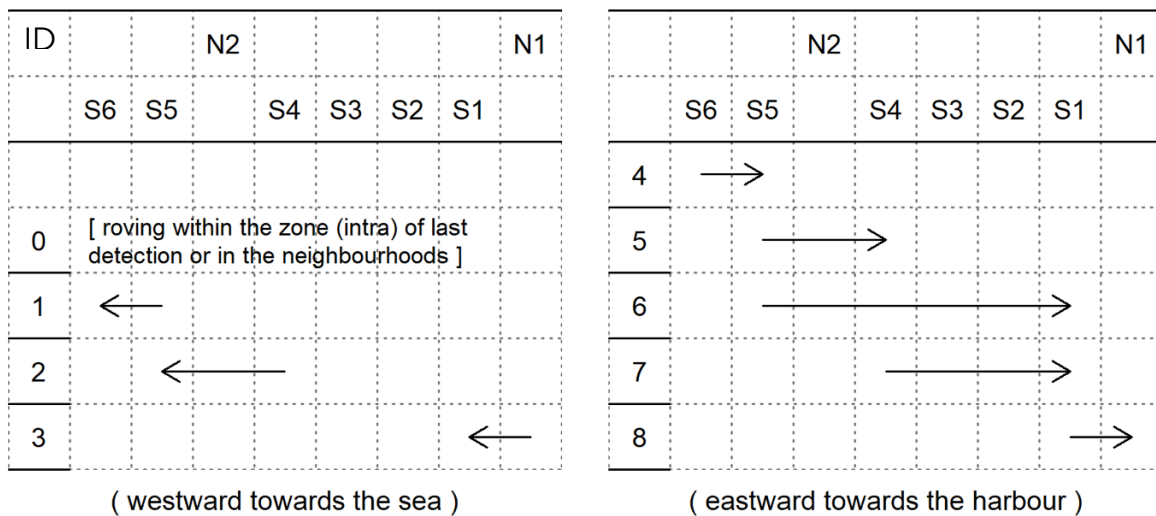 ID N2 N1
S6 S5 S4 S3 S2 S1
0 [ roving within the zone (intra) of last
detection or in the neighbourhoods ]
1
2
3
( westward towards the sea )
N2 N1
S6 S5 S4 S3 S2 S1
4
5
6
7
8
( eastward towards the harbour )